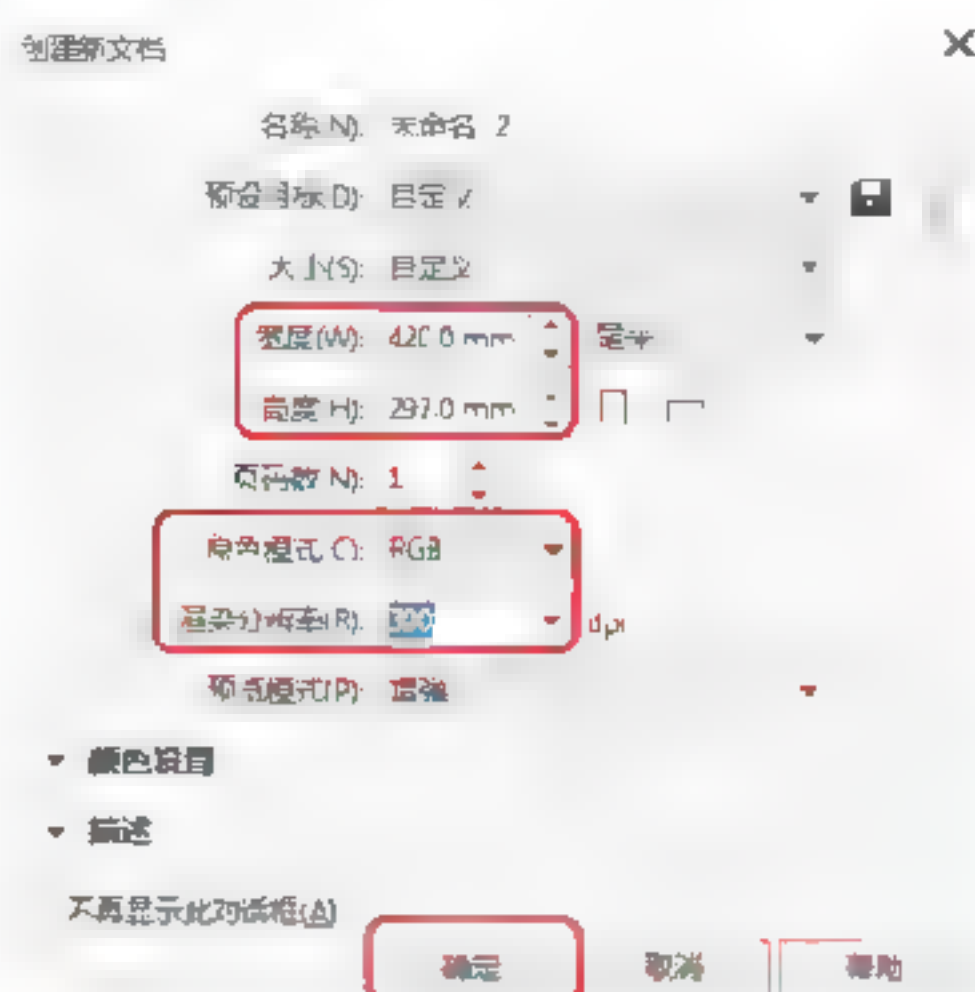 创建新文档
名称(N): 无命名 -2
预设目标(D): 自定义
大小(S): 自定义
宽度(W): 420.0 mm 毫米
高度(H): 297.0 mm
页码数(N): 1
原色模式(C): RGB
渲染分辨率(R): 300 dpi
预览模式(P): 增强
颜色设置
描述
不再显示此对话框(A)
确定 取消 帮助